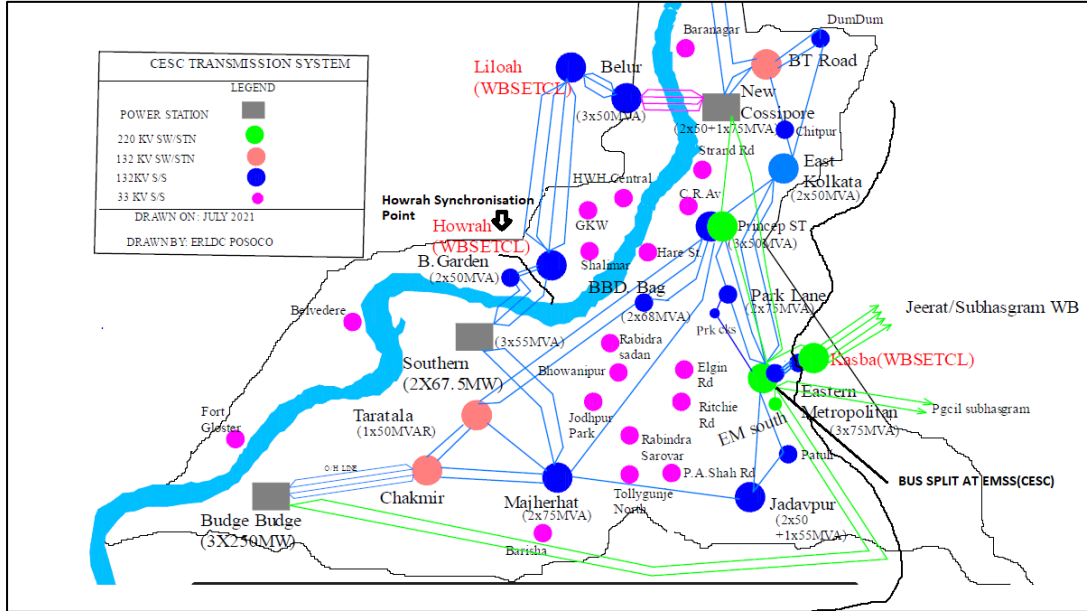 CESC TRANSMISSION SYSTEM
LEGEND
POWER STATION
220 KV SW/STN
132 KV SW/STN
132KV S/S
33 KV S/S
DRAWN ON : JULY 2021
DRAWN BY: ERLDC POSOCO
DumDum
Baranagar
BT Road
Liloah
(WBSETCL)
Belur
(3x50MVA)
New
Cossipore
(2x50+1x75MVA)
Chitpur
Strand Rd
East
Kolkata
(2x50MVA)
HWH.Central
C.R.Av
Howrah Synchronisation
Point
GKW
Princep ST
(3x50MVA)
Howrah
(WBSETCL)
Shalimar
Hare St.
B. Garden
(2x50MVA)
BBD. Bag
(2x68MVA)
Park Lane
(2x75MVA)
Prk cks
Jeerat/Subhasgram WB
Belvedere
Southern
(2X67.5MW)
(3x55MVA)
Rabidra
sadan
Kasba(WBSETCL)
Bhowanipur
Elgin
Rd
Eastern
Metropolitan
(3x75MVA)
Pgcil subhasgram
Taratala
(1x50MVAR)
Jodhpur
Park
Ritchie
Rd
EM south
Fort
Gloster
Rabindra
Sarovar
Patuli
O/H LINE
Chakmir
Majherhat
(2x75MVA)
Tollygunje
North
P.A.Shah Rd
BUS SPLIT AT EMSS(CESC)
Jadavpur
(2x50
+1x55MVA)
Budge Budge
(3X250MW)
Barisha